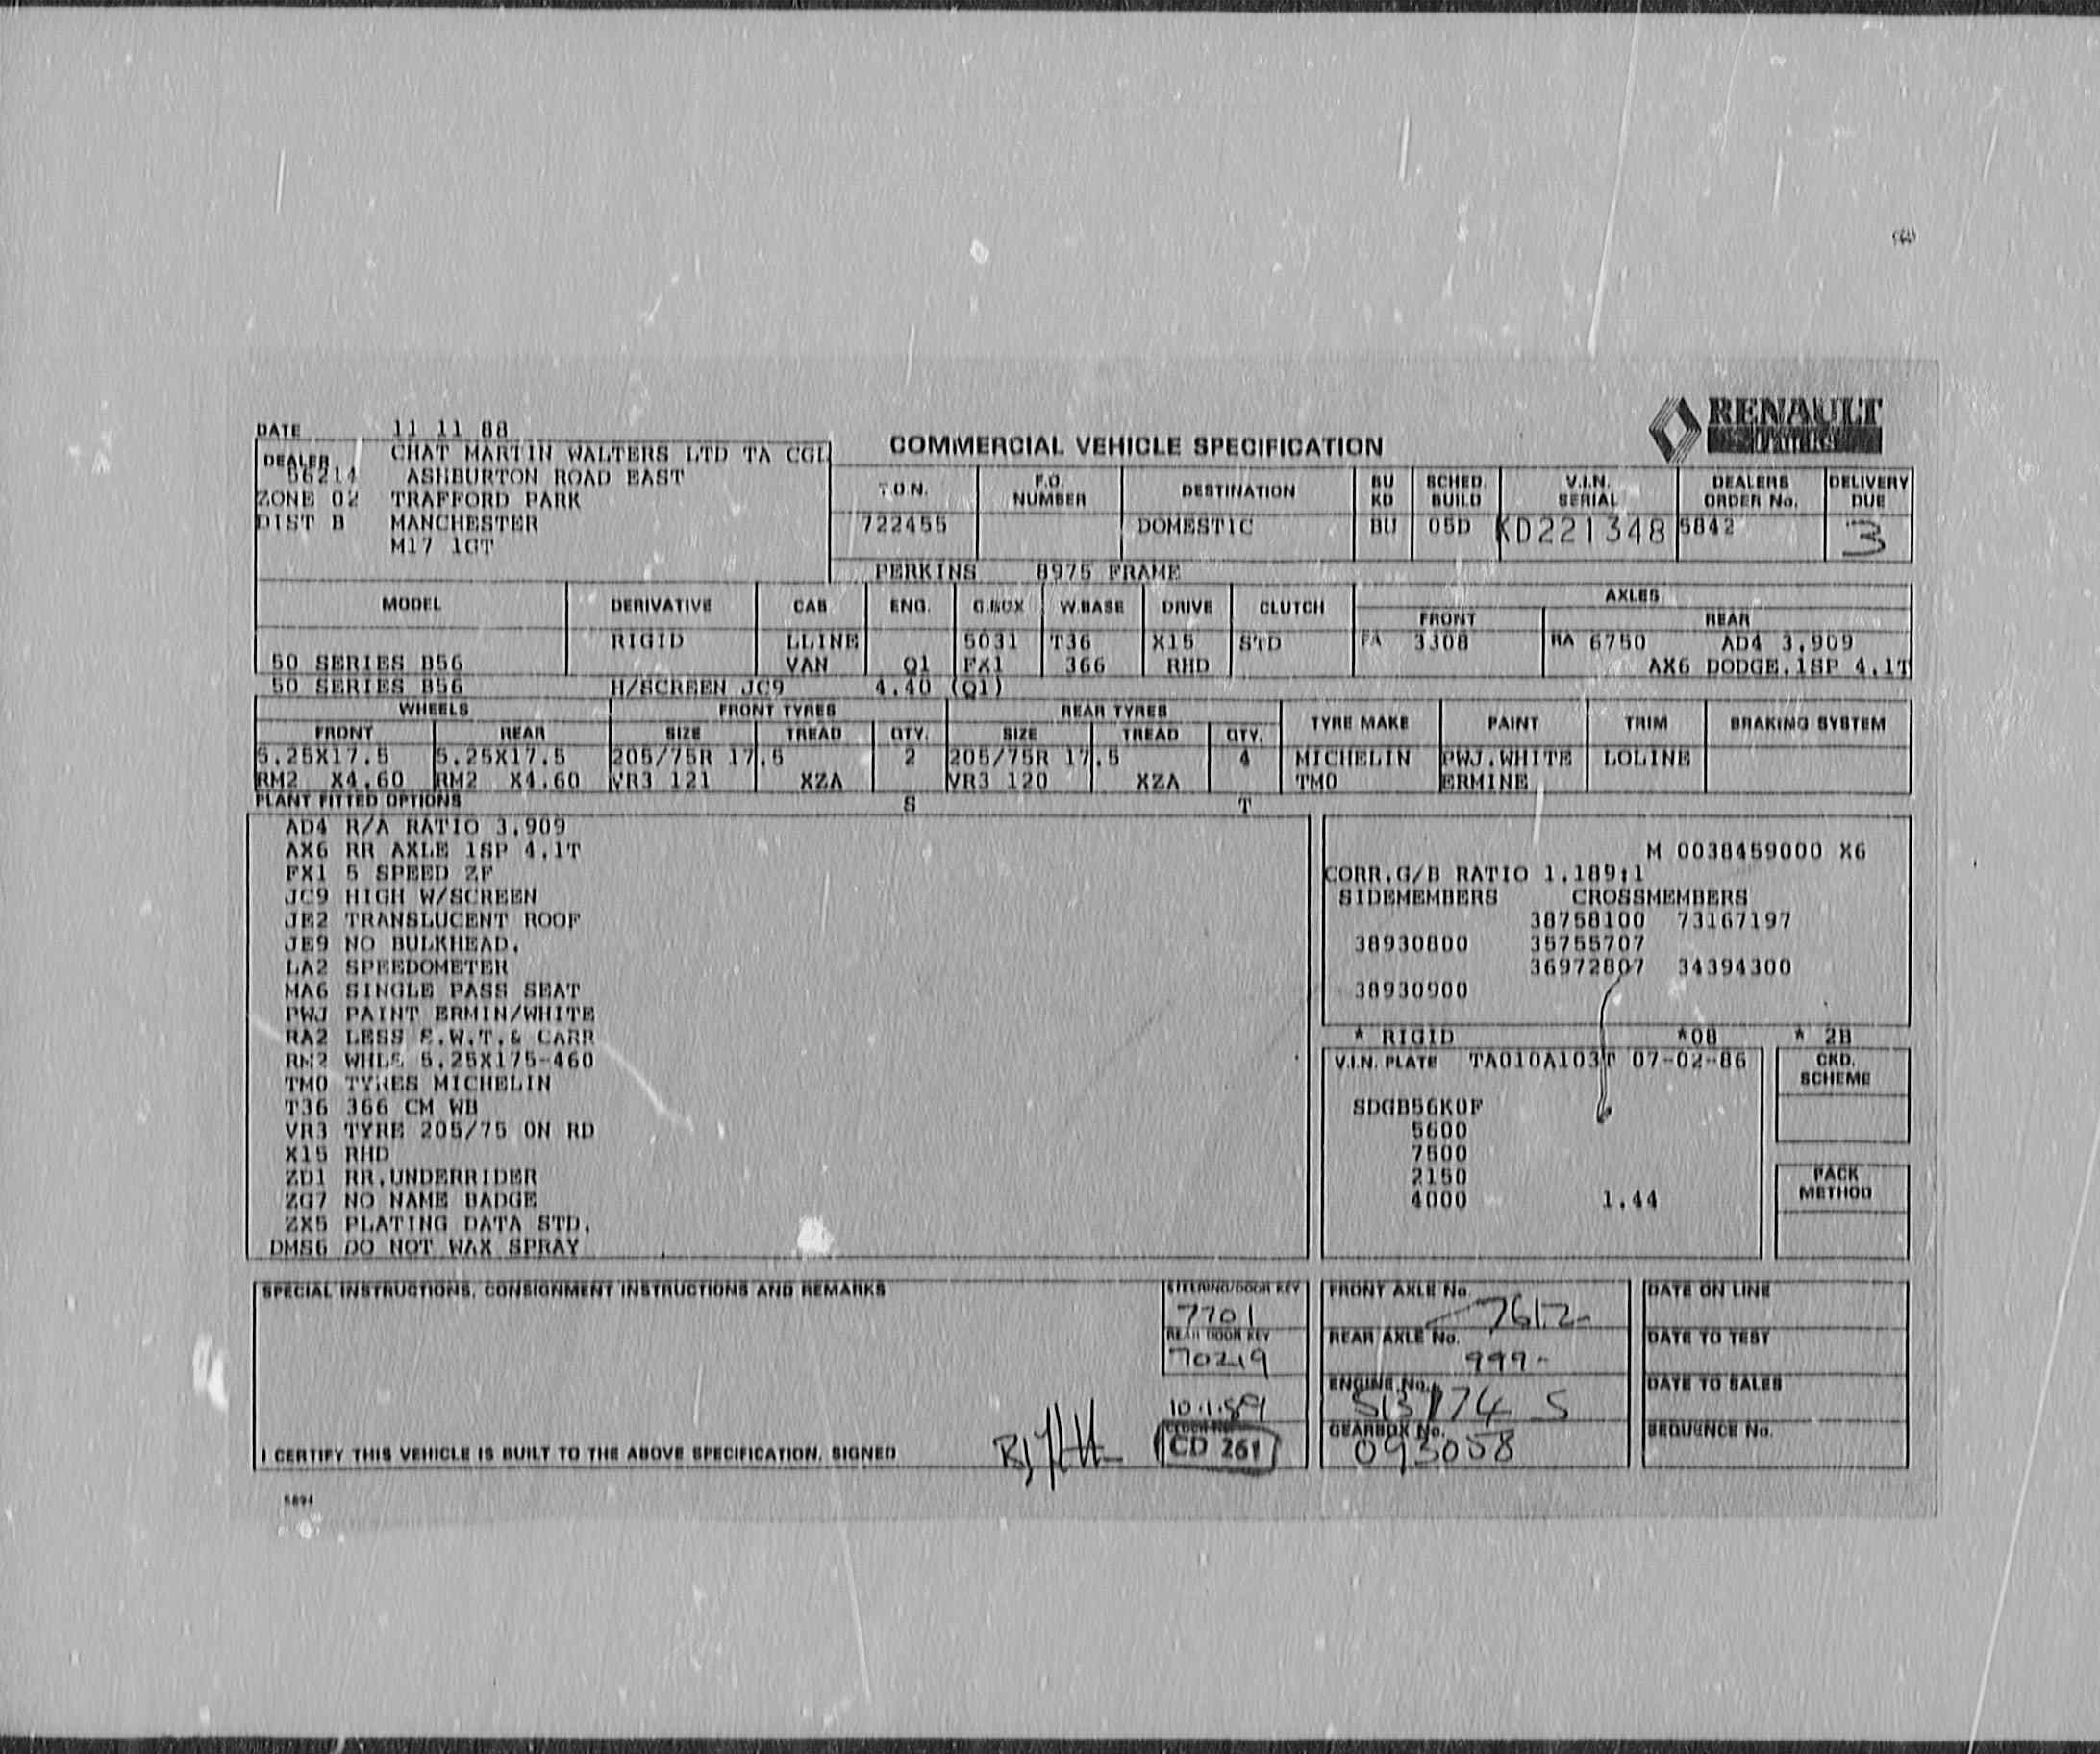 RENAULT
DATE 11 11 88
DEALER CHAT MARTIN WALTERS LTD TA CGL
56214 ASHBURTON ROAD EAST
ZONE 02 TRAFFORD PARK
DIST B MANCHESTER
M17 1GT
COMMERCIAL VEHICLE SPECIFICATION
T.O.N. F.O. NUMBER DESTINATION BU KD SCHED. BUILD V.I.N. SERIAL DEALERS ORDER No. DELIVERY DUE
722455 DOMESTIC BU 05D KD221348 5842 3
PERKINS 8975 FRAME
MODEL DERIVATIVE CAB ENG. G.BOX W.BASE DRIVE CLUTCH AXLES
FRONT REAR
RIGID LLINE 5031 T36 X15 STD FA 3308 RA 6750 AD4 3.909
50 SERIES B56 VAN Q1 FX1 366 RHD AX6 DODGE.1SP 4.1T
50 SERIES B56 H/SCREEN JC9 4.40 (Q1)
WHEELS FRONT TYRES REAR TYRES TYRE MAKE PAINT TRIM BRAKING SYSTEM
FRONT REAR SIZE TREAD QTY. SIZE TREAD QTY.
5.25X17.5 5.25X17.5 205/75R 17.5 2 205/75R 17.5 4 MICHELIN PWJ.WHITE LOLINE
RM2 X4.60 RM2 X4.60 VR3 121 XZA VR3 120 XZA TM0 ERMINE
PLANT FITTED OPTIONS S T
AD4 R/A RATIO 3.909
AX6 RR AXLE 1SP 4.1T
FX1 5 SPEED ZF
JC9 HIGH W/SCREEN
JE2 TRANSLUCENT ROOF
JE9 NO BULKHEAD.
LA2 SPEEDOMETER
MA6 SINGLE PASS SEAT
PWJ PAINT ERMIN/WHITE
RA2 LESS S.W.T.& CARR
RM2 WHLS 5.25X175-460
TM0 TYRES MICHELIN
T36 366 CM WB
VR3 TYRE 205/75 ON RD
X15 RHD
ZD1 RR.UNDERRIDER
ZG7 NO NAME BADGE
ZX5 PLATING DATA STD.
DMS6 DO NOT WAX SPRAY
M 0038459000 X6
CORR.G/B RATIO 1.189:1
SIDEMEMBERS CROSSMEMBERS
38758100 73167197
38930800 35755707
36972807 34394300
38930900
* RIGID *08 * 2B
V.I.N. PLATE TA010A103T 07-02-86
SDGB56K0F
5600
7500
2150
4000 1.44
CKD. SCHEME
PACK METHOD
SPECIAL INSTRUCTIONS, CONSIGNMENT INSTRUCTIONS AND REMARKS
STEERING/DOOR KEY
7701
REAR DOOR KEY
70219
10.1.89
CD 261
I CERTIFY THIS VEHICLE IS BUILT TO THE ABOVE SPECIFICATION. SIGNED
FRONT AXLE No. 7612
REAR AXLE No. 999
ENGINE No.
GEARBOX No. 093058
DATE ON LINE
DATE TO TEST
DATE TO SALES
SEQUENCE No.